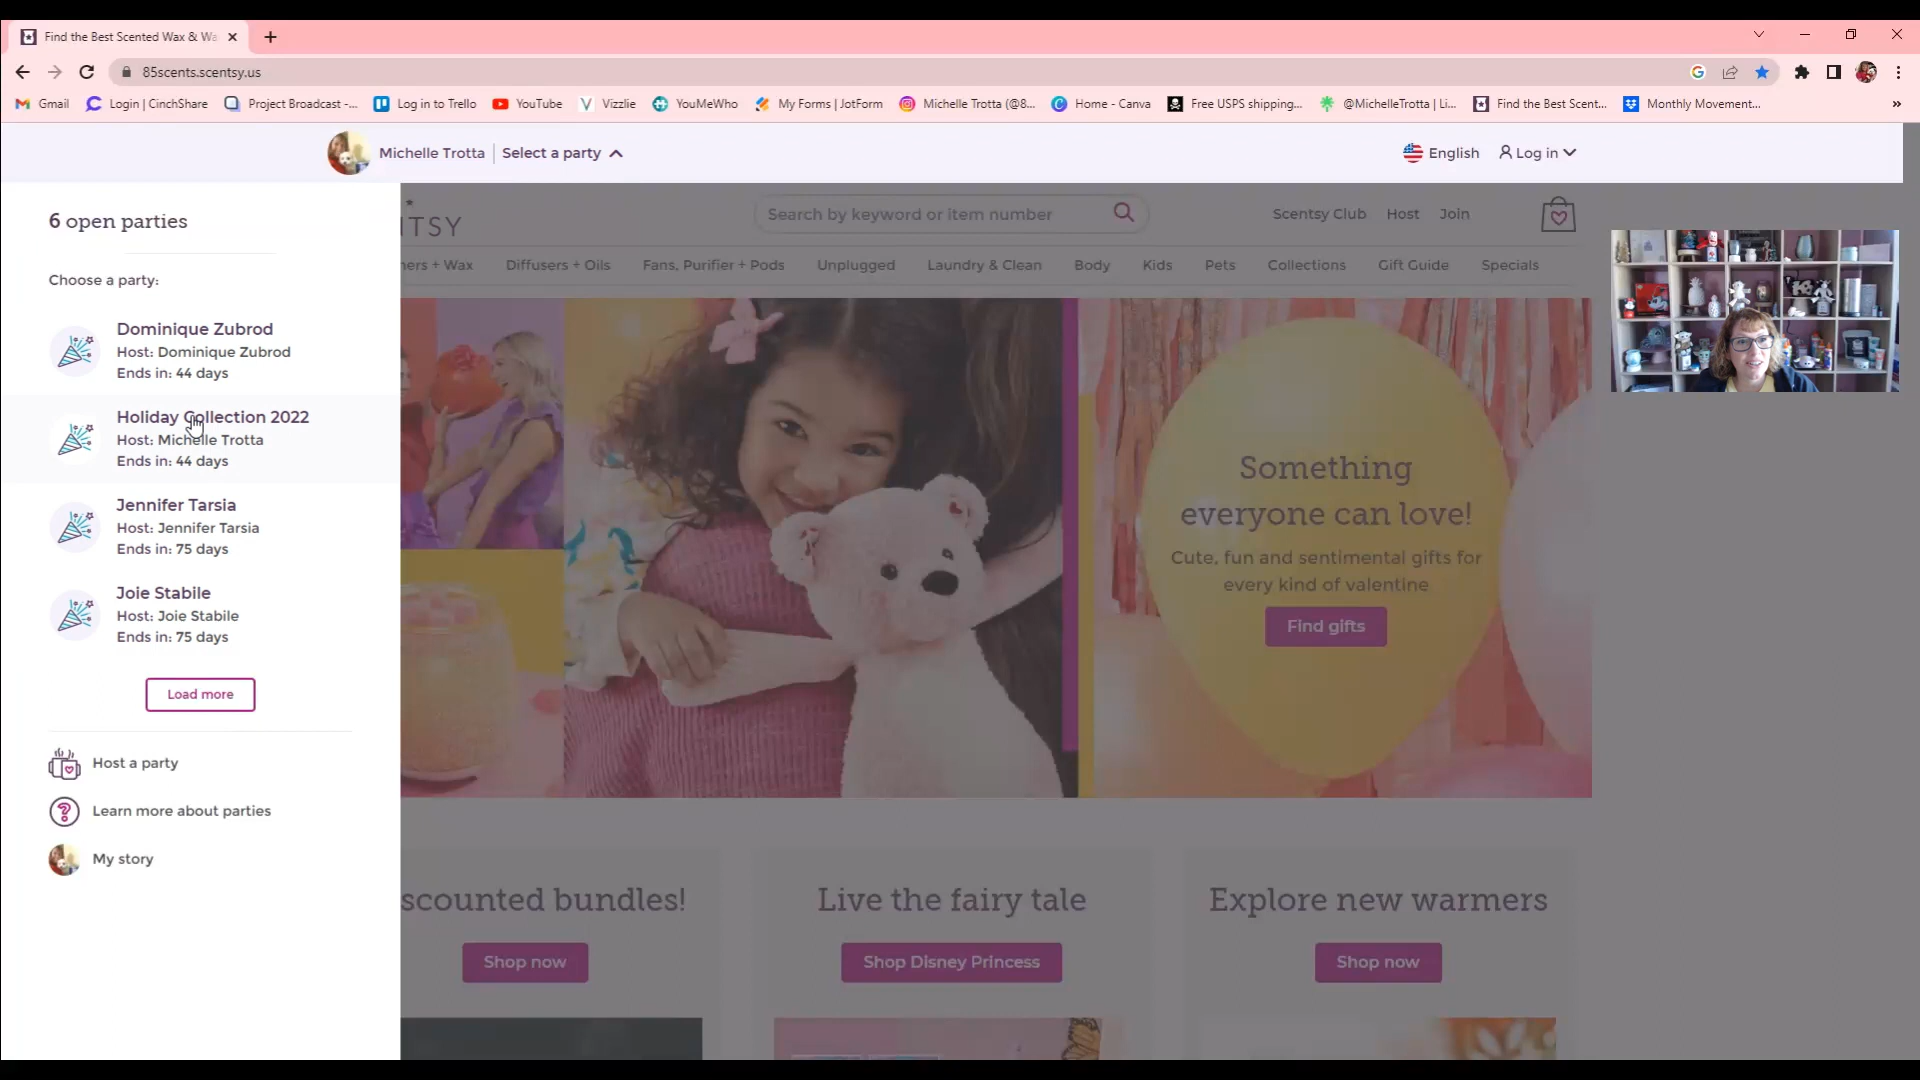 Find the Best Scented Wax & Wa
85scents.scentsy.us
Gmail
Login | CinchShare
Project Broadcast -...
Log in to Trello
YouTube
Vizzlie
YouMeWho
My Forms | JotForm
Michelle Trotta (@8...
Home - Canva
Free USPS shipping...
@MichelleTrotta | Li...
Find the Best Scent...
Monthly Movement...
Michelle Trotta
Select a party
English
Log in
6 open parties
Choose a party:
Dominique Zubrod
Host: Dominique Zubrod
Ends in: 44 days
Holiday Collection 2022
Host: Michelle Trotta
Ends in: 44 days
Jennifer Tarsia
Host: Jennifer Tarsia
Ends in: 75 days
Joie Stabile
Host: Joie Stabile
Ends in: 75 days
Load more
Host a party
Learn more about parties
My story
NTSY
Search by keyword or item number
Scentsy Club
Host
Join
ners + Wax
Diffusers + Oils
Fans, Purifier + Pods
Unplugged
Laundry & Clean
Body
Kids
Pets
Collections
Gift Guide
Specials
Something
everyone can love!
Cute, fun and sentimental gifts for
every kind of valentine
Find gifts
scounted bundles!
Shop now
Live the fairy tale
Shop Disney Princess
Explore new warmers
Shop now